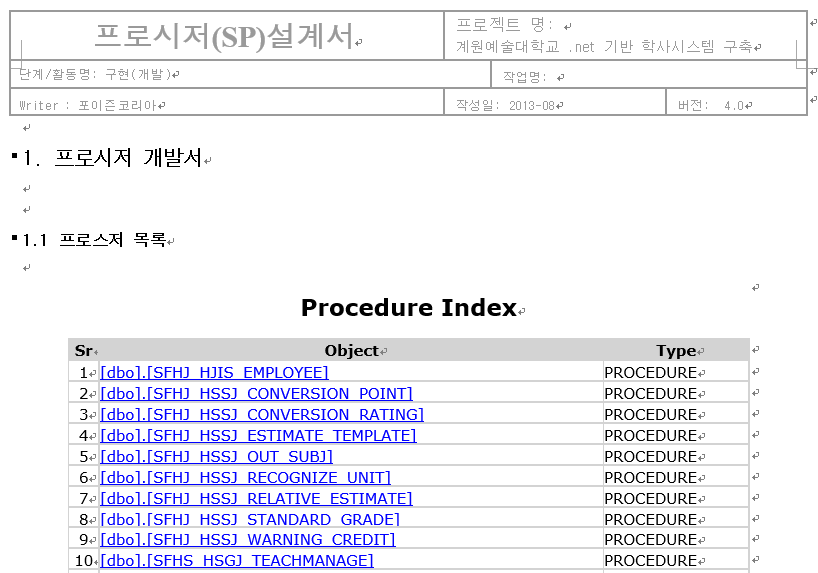 프로시저(SP)설계서
프로젝트 명:
계원예술대학교 .net 기반 학사시스템 구축
단계/활동명: 구현(개발)
작업명:
Writer : 포이즌코리아
작성일: 2013-08
버전: 4.0
1. 프로시저 개발서
1.1 프로스저 목록
Procedure Index
Sr Object Type
1 [dbo].[SFHJ_HJIS_EMPLOYEE] PROCEDURE
2 [dbo].[SFHJ_HSSJ_CONVERSION_POINT] PROCEDURE
3 [dbo].[SFHJ_HSSJ_CONVERSION_RATING] PROCEDURE
4 [dbo].[SFHJ_HSSJ_ESTIMATE_TEMPLATE] PROCEDURE
5 [dbo].[SFHJ_HSSJ_OUT_SUBJ] PROCEDURE
6 [dbo].[SFHJ_HSSJ_RECOGNIZE_UNIT] PROCEDURE
7 [dbo].[SFHJ_HSSJ_RELATIVE_ESTIMATE] PROCEDURE
8 [dbo].[SFHJ_HSSJ_STANDARD_GRADE] PROCEDURE
9 [dbo].[SFHJ_HSSJ_WARNING_CREDIT] PROCEDURE
10 [dbo].[SFHS_HSGJ_TEACHMANAGE] PROCEDURE